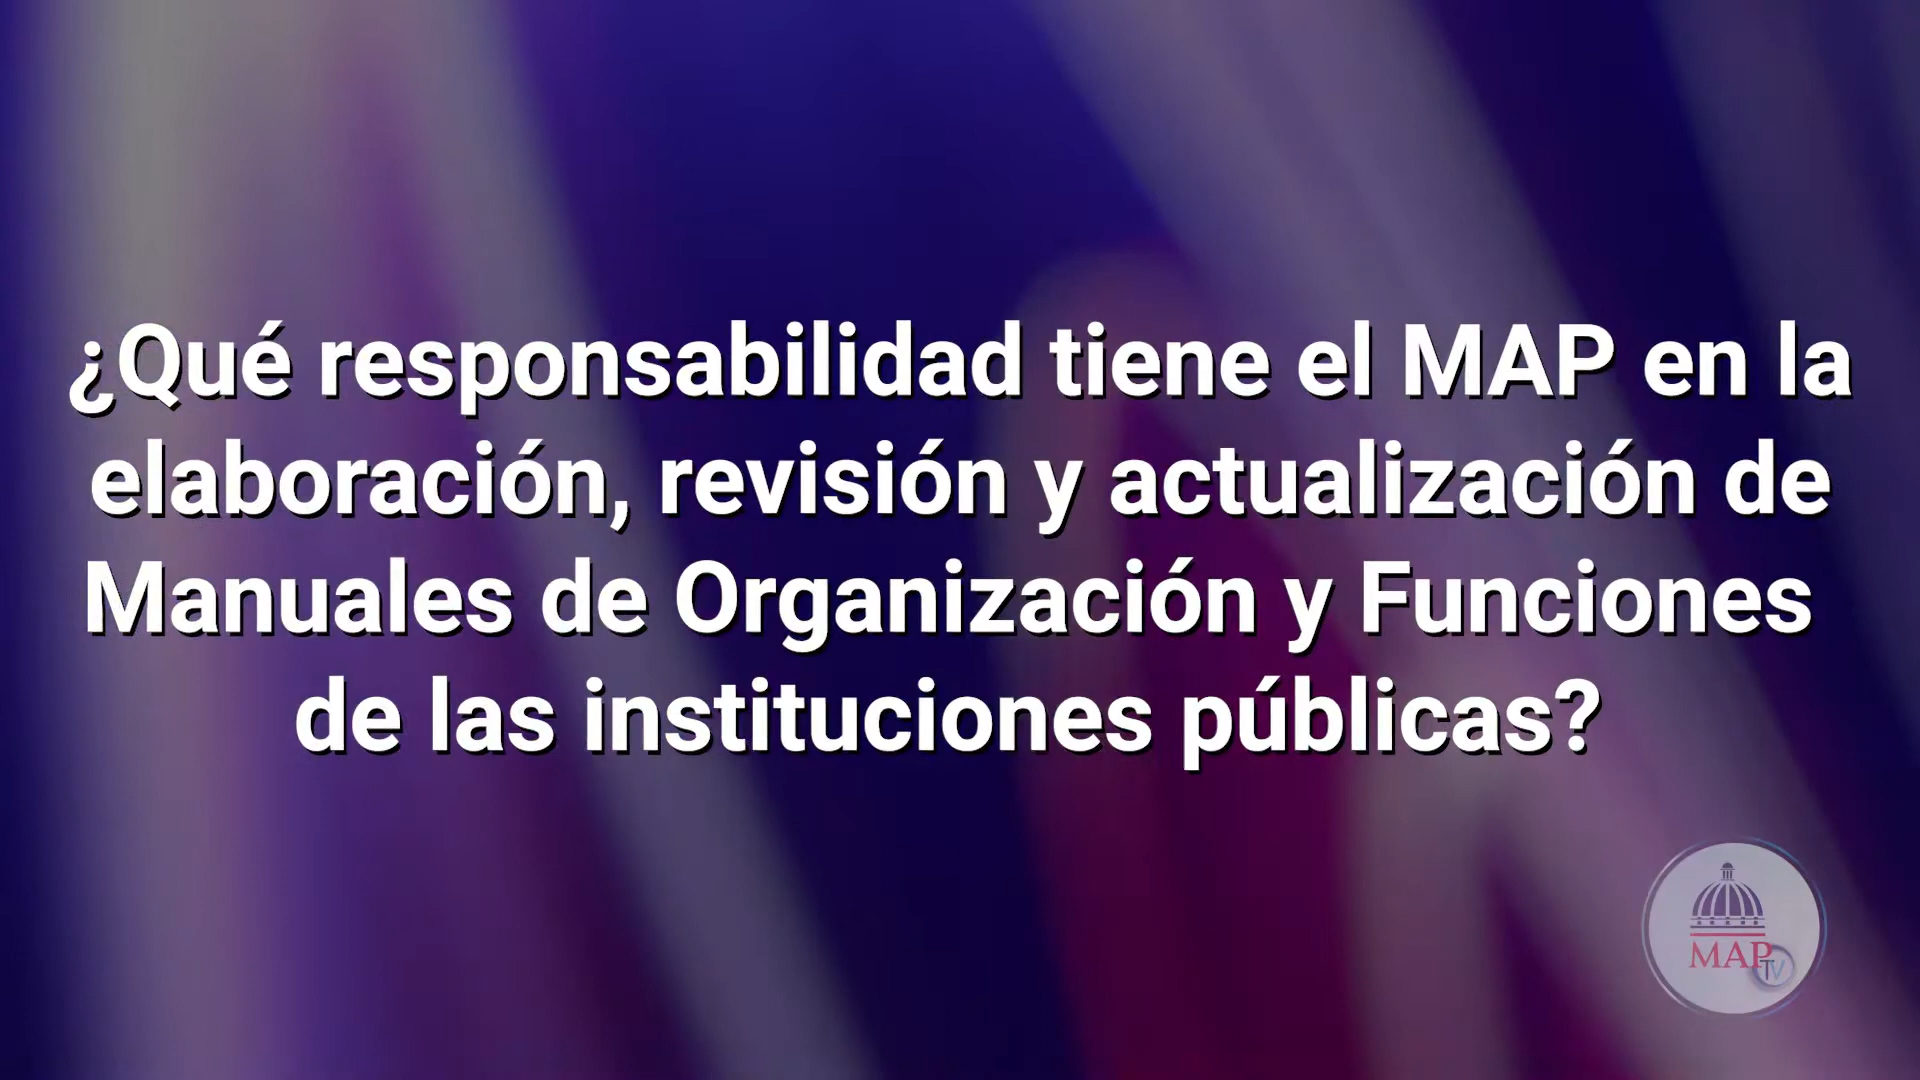 ¿Qué responsabilidad tiene el MAP en la
elaboración, revisión y actualización de
Manuales de Organización y Funciones
de las instituciones públicas?
MAP
TV